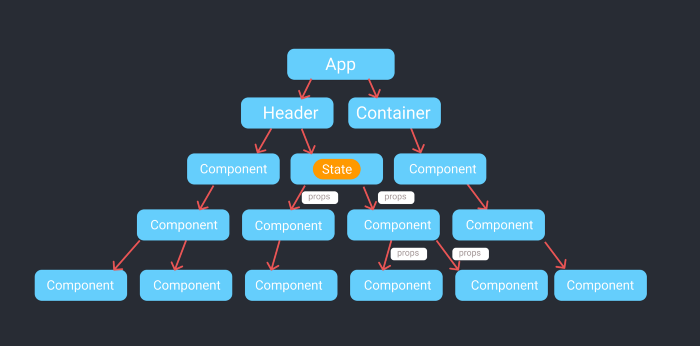 App
Header
Container
Component
State
Component
props
props
Component
Component
Component
Component
props
props
Component
Component
Component
Component
Component
Component